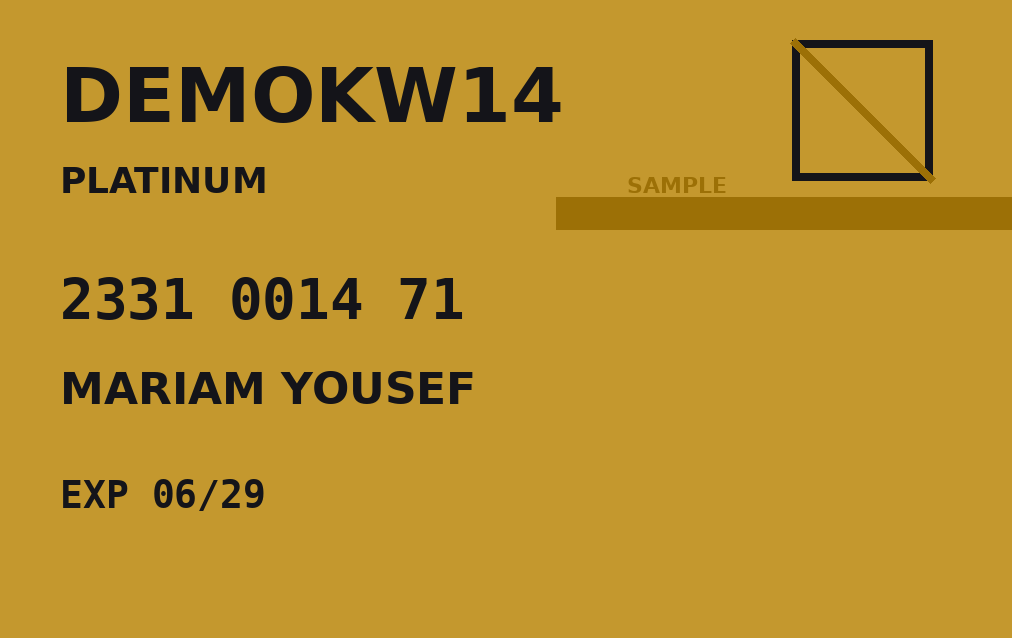 DEMOKW14
PLATINUM
SAMPLE
2331 0014 71
MARIAM YOUSEF
EXP 06/29